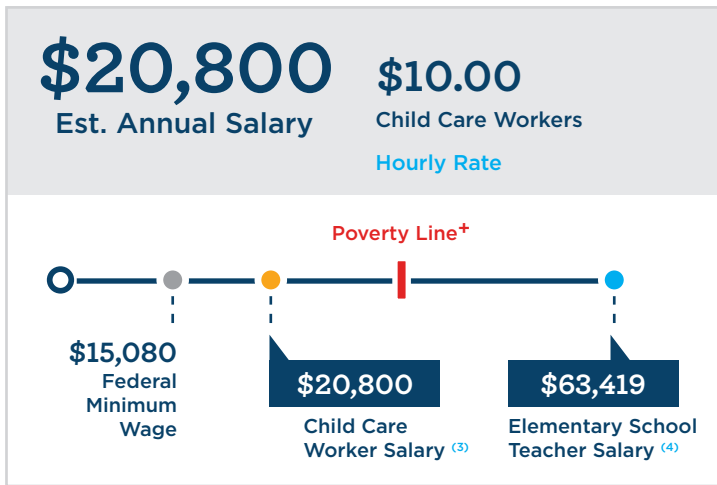 $20,800
Est. Annual Salary
$10.00
Child Care Workers
Hourly Rate
Poverty Line+
$15,080
Federal
Minimum
Wage
$20,800
Child Care
Worker Salary (3)
$63,419
Elementary School
Teacher Salary (4)